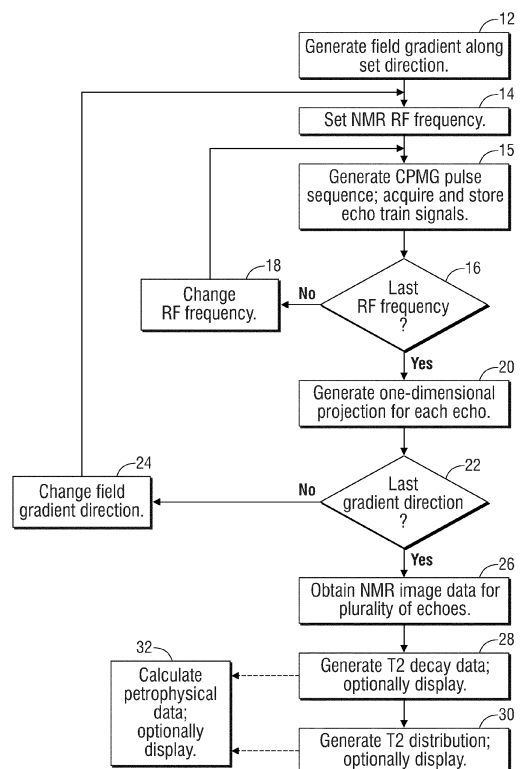 12
Generate field gradient along
set direction.
14
Set NMR RF frequency.
15
Generate CPMG pulse
sequence; acquire and store
echo train signals.
16
Last
RF frequency
?
No
18
Change
RF frequency.
Yes
20
Generate one-dimensional
projection for each echo.
22
Last
gradient direction
?
No
24
Change field
gradient direction.
Yes
26
Obtain NMR image data for
plurality of echoes.
28
Generate T2 decay data;
optionally display.
30
Generate T2 distribution;
optionally display.
32
Calculate
petrophysical
data;
optionally
display.